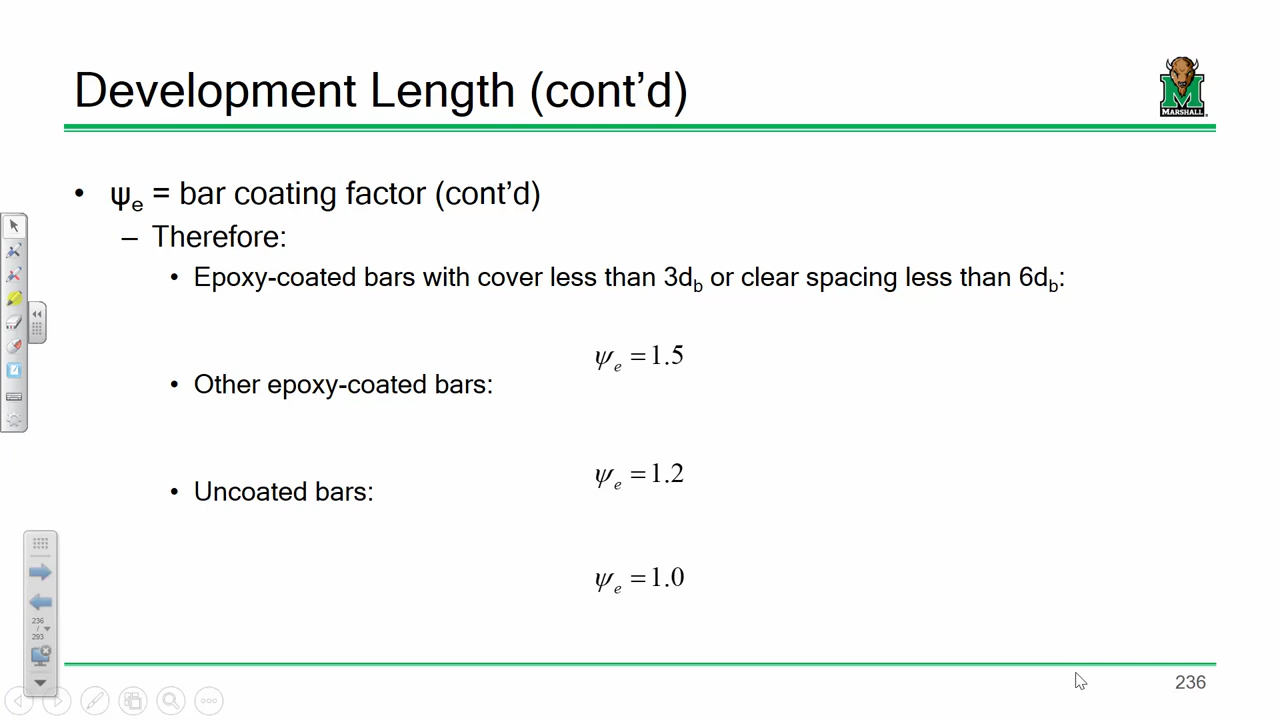 Development Length (cont’d)
MARSHALL
• ψe = bar coating factor (cont’d)
– Therefore:
• Epoxy-coated bars with cover less than 3db or clear spacing less than 6db:
ψe = 1.5
• Other epoxy-coated bars:
ψe = 1.2
• Uncoated bars:
ψe = 1.0
236
/
293
236